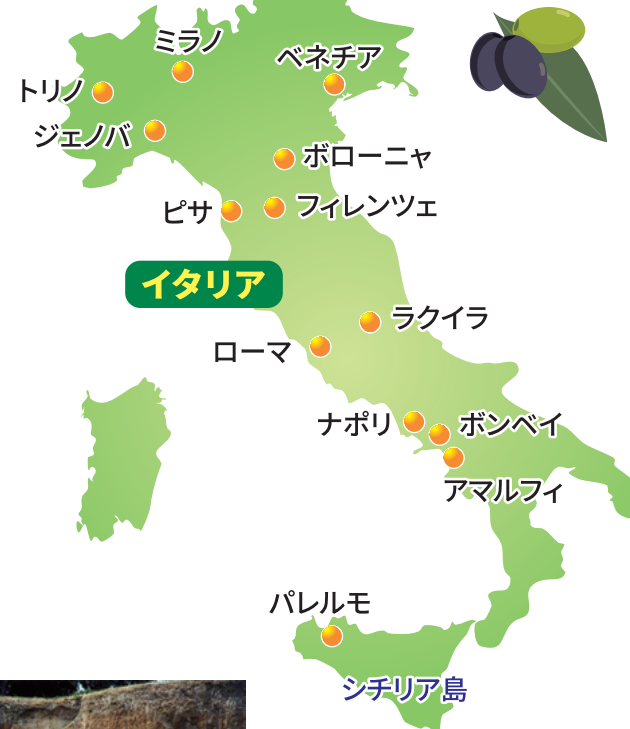 ミラノ
ベネチア
トリノ
ジェノバ
ボローニャ
ピサ
フィレンツェ
イタリア
ラクイラ
ローマ
ナポリ
ボンベイ
アマルフィ
パレルモ
シチリア島